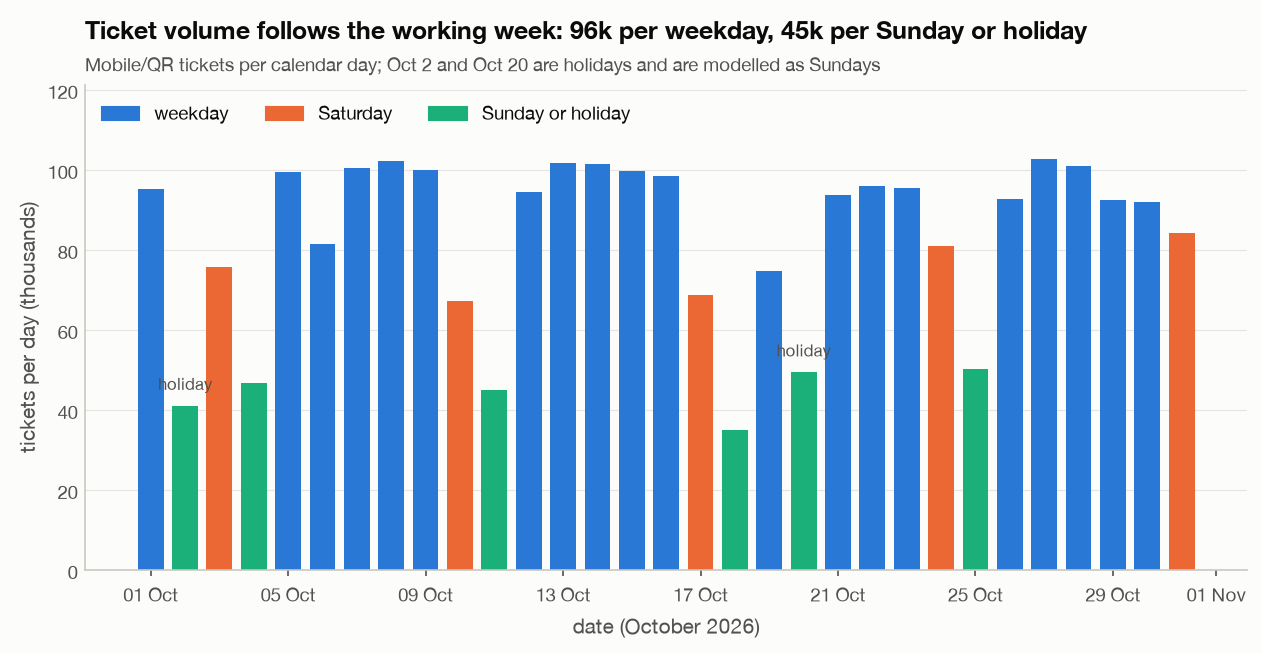 Ticket volume follows the working week: 96k per weekday, 45k per Sunday or holiday
Mobile/QR tickets per calendar day; Oct 2 and Oct 20 are holidays and are modelled as Sundays
weekday Saturday Sunday or holiday
tickets per day (thousands)
120
100
80
60
40
20
0
holiday
holiday
01 Oct 05 Oct 09 Oct 13 Oct 17 Oct 21 Oct 25 Oct 29 Oct 01 Nov
date (October 2026)